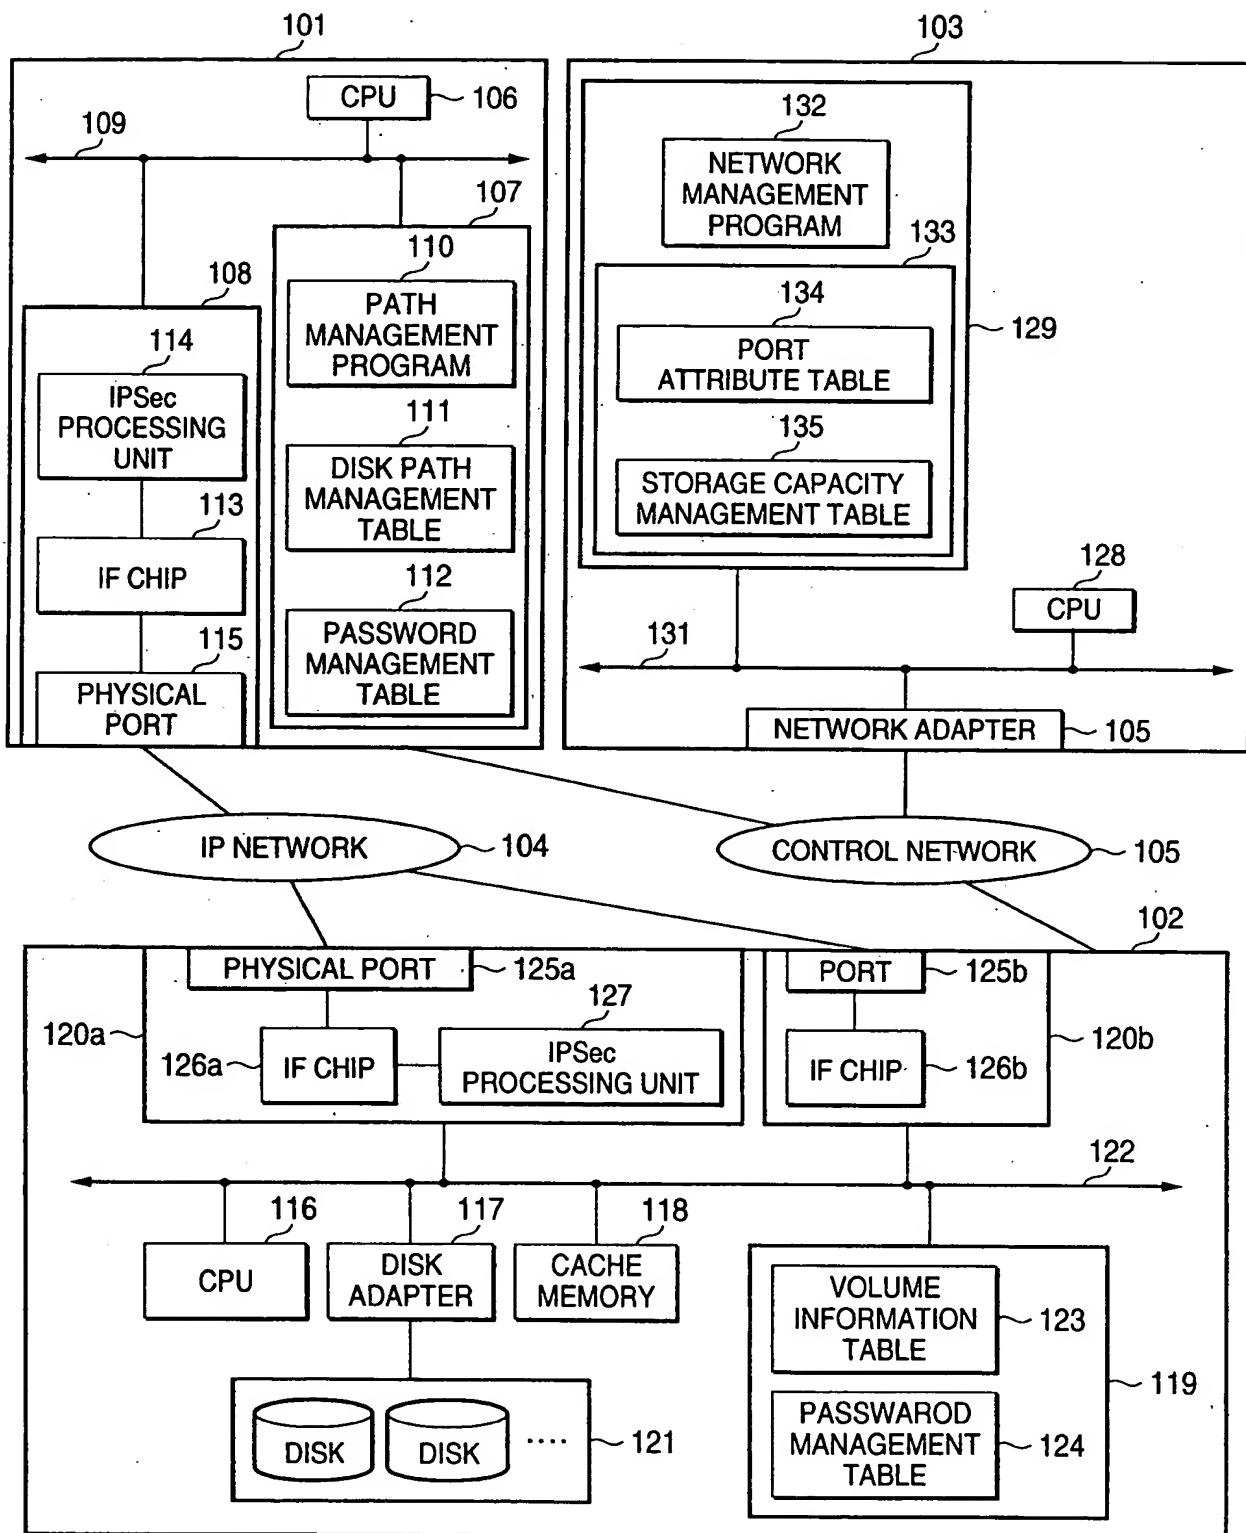 101
103
CPU
106
109
132
NETWORK
MANAGEMENT
PROGRAM
107
133
110
PATH
MANAGEMENT
PROGRAM
108
134
PORT
ATTRIBUTE TABLE
129
114
IPSec
PROCESSING
UNIT
111
DISK PATH
MANAGEMENT
TABLE
135
STORAGE CAPACITY
MANAGEMENT TABLE
113
IF CHIP
128
CPU
112
PASSWORD
MANAGEMENT
TABLE
115
PHYSICAL
PORT
131
NETWORK ADAPTER
105
IP NETWORK
104
CONTROL NETWORK
105
102
PHYSICAL PORT
125a
PORT
125b
120a
127
126a
IF CHIP
IPSec
PROCESSING UNIT
IF CHIP
126b
120b
122
116
CPU
117
DISK
ADAPTER
118
CACHE
MEMORY
VOLUME
INFORMATION
TABLE
123
119
DISK
DISK
....
121
PASSWAROD
MANAGEMENT
TABLE
124